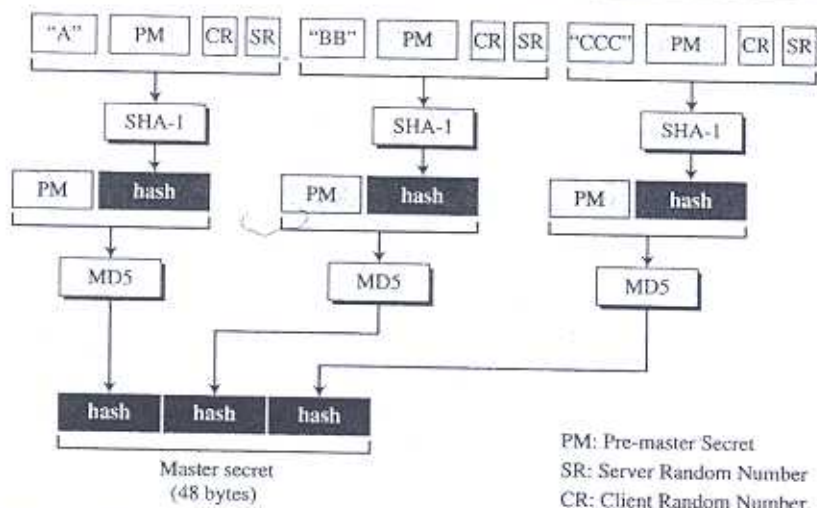 "A" PM CR SR "BB" PM CR SR "CCC" PM CR SR
SHA-1 SHA-1 SHA-1
PM hash PM hash PM hash
MD5 MD5 MD5
hash hash hash
Master secret
(48 bytes)
PM: Pre-master Secret
SR: Server Random Number
CR: Client Random Number